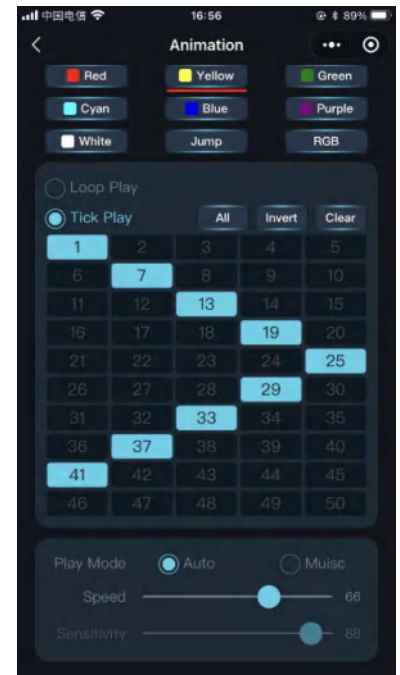 中国电信 16:56 89%
Animation
Red Yellow Green
Cyan Blue Purple
White Jump RGB
Loop Play
Tick Play All Invert Clear
1 2 3 4 5
6 7 8 9 10
11 12 13 14 15
16 17 18 19 20
21 22 23 24 25
26 27 28 29 30
31 32 33 34 35
36 37 38 39 40
41 42 43 44 45
46 47 48 49 50
Play Mode Auto Muisc
Speed 66
Sensitivity 88